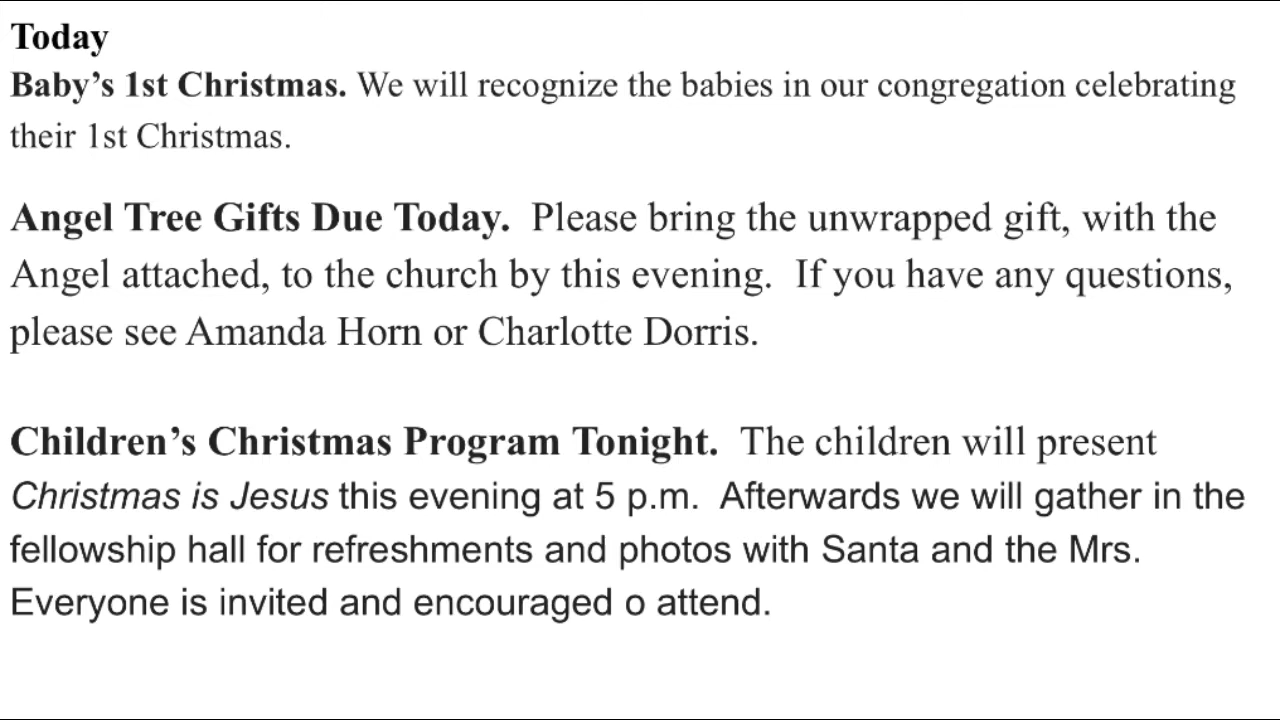 Today
Baby’s 1st Christmas. We will recognize the babies in our congregation celebrating
their 1st Christmas.
Angel Tree Gifts Due Today.  Please bring the unwrapped gift, with the
Angel attached, to the church by this evening.  If you have any questions,
please see Amanda Horn or Charlotte Dorris.
Children’s Christmas Program Tonight.  The children will present
Christmas is Jesus this evening at 5 p.m.  Afterwards we will gather in the
fellowship hall for refreshments and photos with Santa and the Mrs.
Everyone is invited and encouraged o attend.